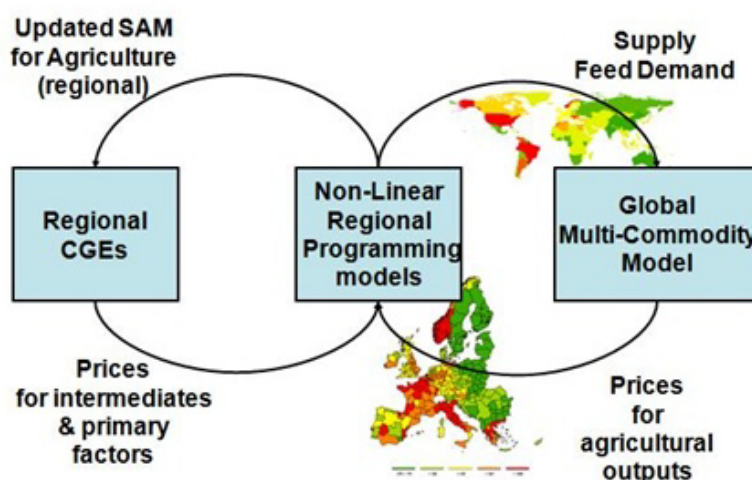 Updated SAM
for Agriculture
(regional)
Supply
Feed Demand
Regional
CGEs
Non-Linear
Regional
Programming
models
Global
Multi-Commodity
Model
Prices
for intermediates
& primary
factors
Prices
for
agricultural
outputs